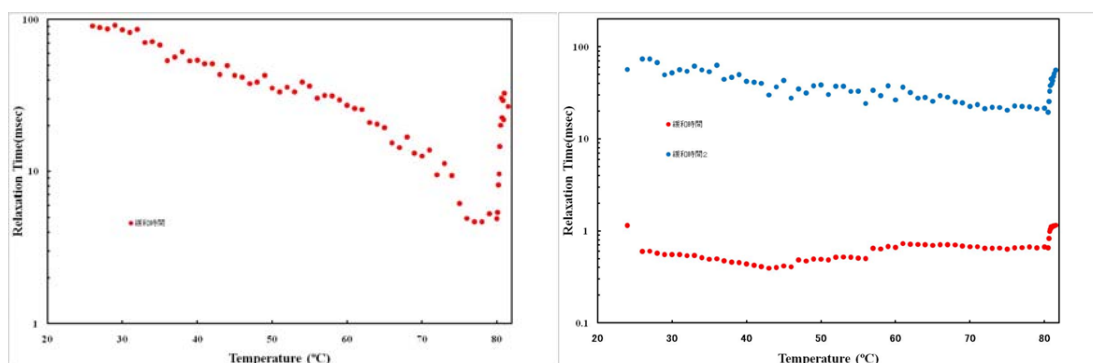 100
10
1
Relaxation Time(msec)
緩和時間
20 30 40 50 60 70 80
Temperature (ºC)
100
10
1
0.1
Relaxation Time(msec)
緩和時間
緩和時間2
20 30 40 50 60 70 80
Temperature (ºC)